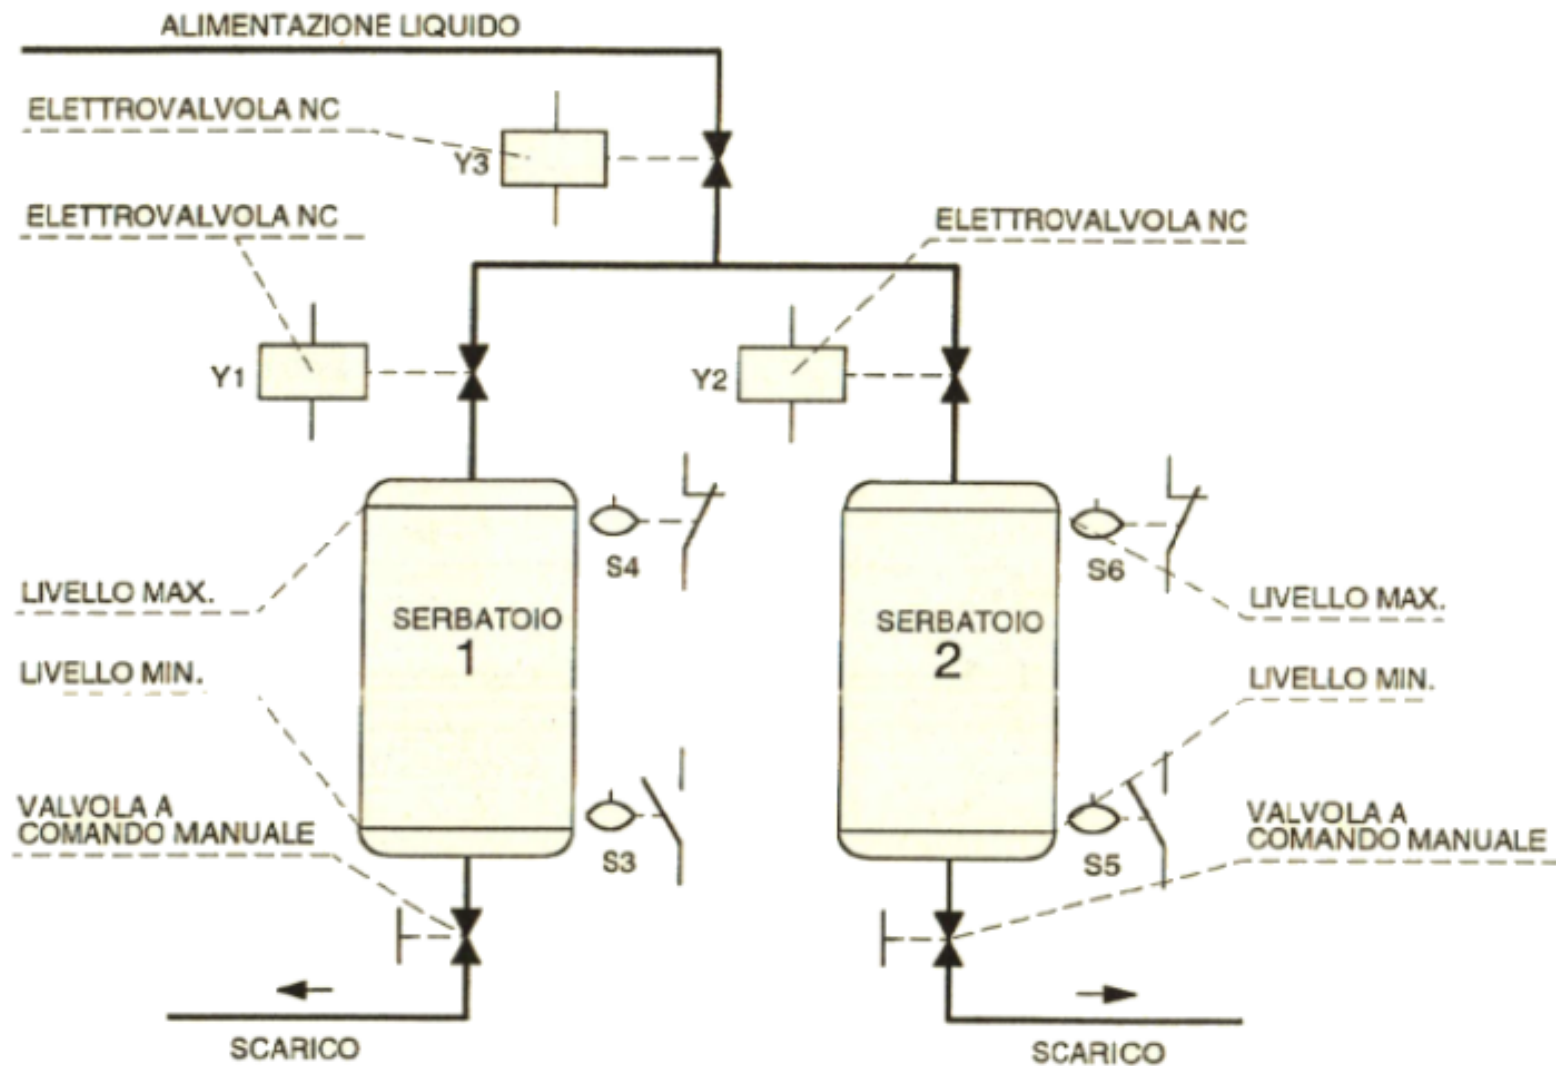 ALIMENTAZIONE LIQUIDO
ELETTROVALVOLA NC
Y3
ELETTROVALVOLA NC
ELETTROVALVOLA NC
Y1
Y2
S4
S6
LIVELLO MAX.
SERBATOIO
1
SERBATOIO
2
LIVELLO MAX.
LIVELLO MIN.
LIVELLO MIN.
VALVOLA A
COMANDO MANUALE
S3
S5
VALVOLA A
COMANDO MANUALE
SCARICO
SCARICO